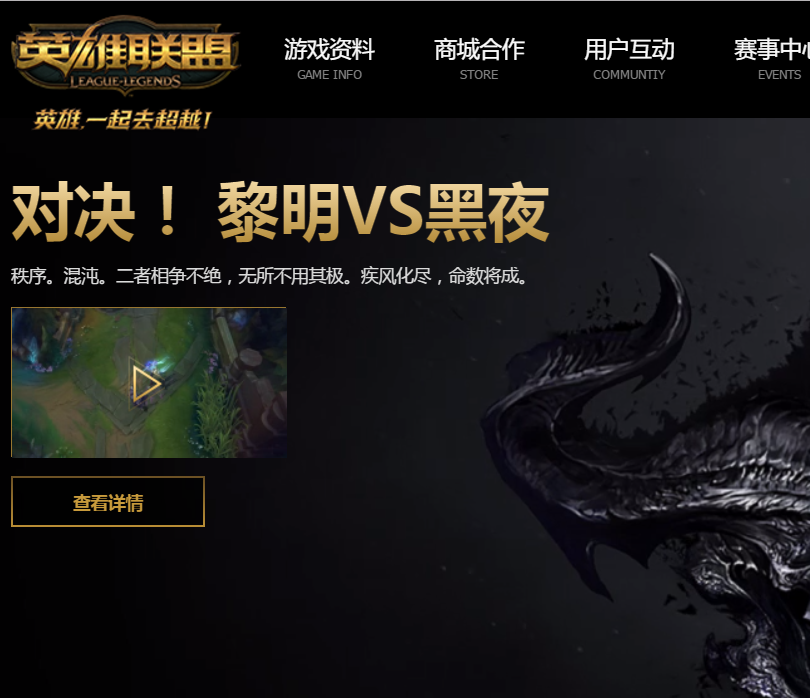 英雄联盟
LEAGUE OF LEGENDS
英雄,一起去超越!
游戏资料 商城合作 用户互动 赛事中心
GAME INFO STORE COMMUNTIY EVENTS
对决！ 黎明VS黑夜
秩序。混沌。二者相争不绝，无所不用其极。疾风化尽，命数将成。
查看详情